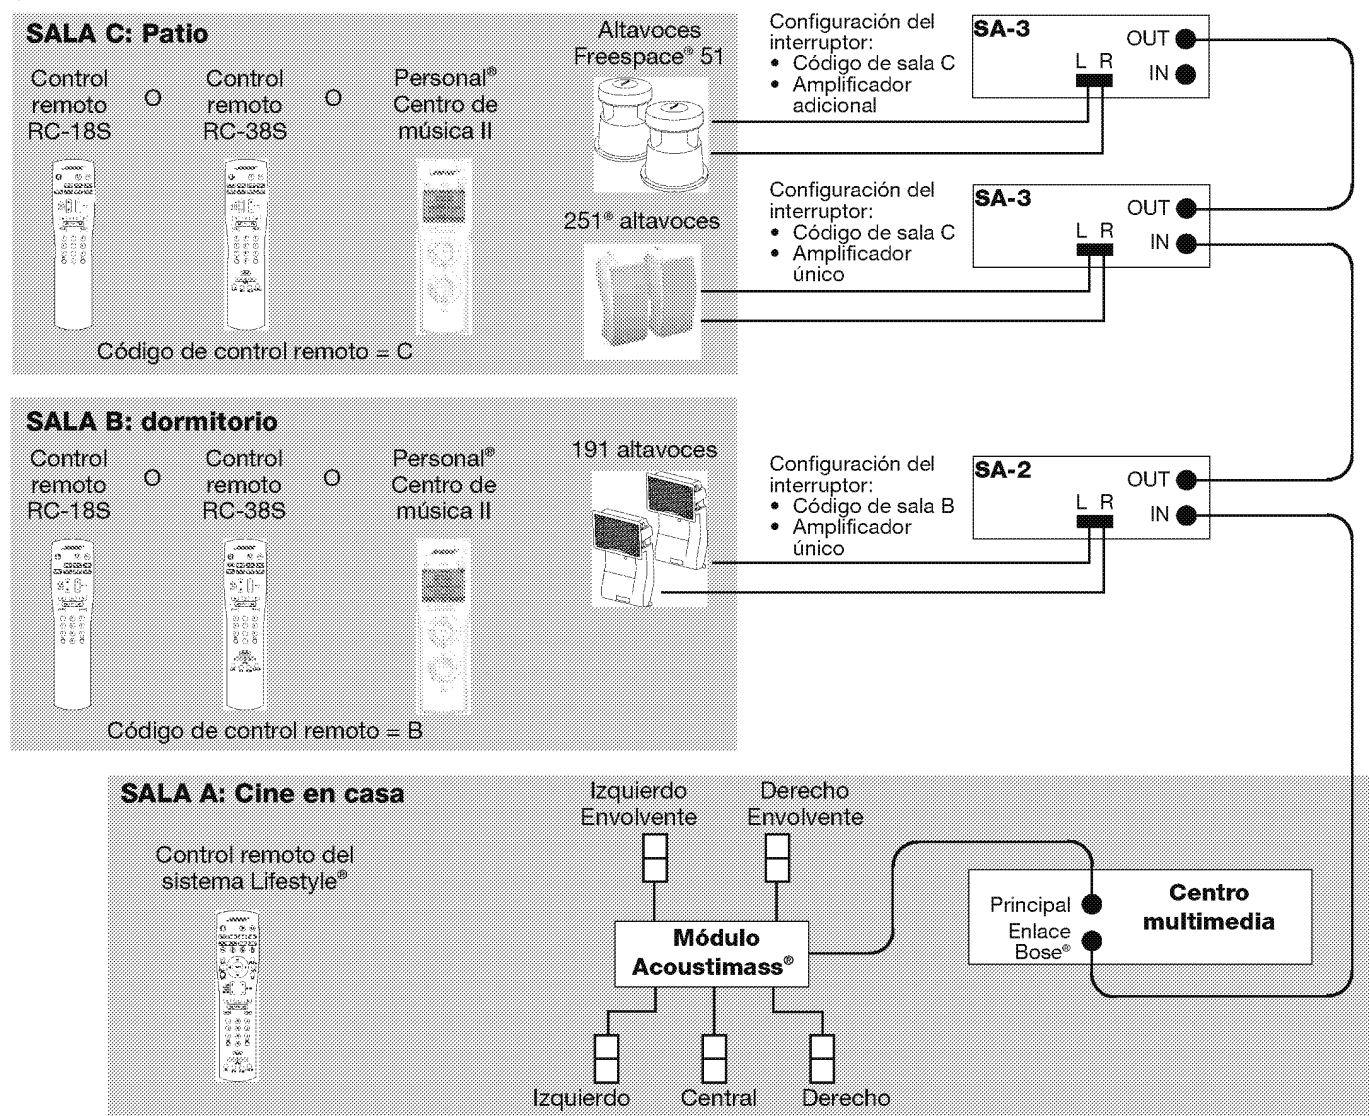 SALA C: Patio
Control
remoto
RC-18S
O
Control
remoto
RC-38S
O
Personal®
Centro de
música II
Altavoces
Freespace® 51
251® altavoces
Código de control remoto = C
Configuración del
interruptor:
• Código de sala C
• Amplificador
adicional
SA-3
OUT
IN
L R
Configuración del
interruptor:
• Código de sala C
• Amplificador
único
SA-3
OUT
IN
L R
SALA B: dormitorio
Control
remoto
RC-18S
O
Control
remoto
RC-38S
O
Personal®
Centro de
música II
191 altavoces
Código de control remoto = B
Configuración del
interruptor:
• Código de sala B
• Amplificador
único
SA-2
OUT
IN
L R
SALA A: Cine en casa
Control remoto del
sistema Lifestyle®
Izquierdo
Envolvente
Derecho
Envolvente
Módulo
Acoustimass®
Izquierdo
Central
Derecho
Principal
Enlace
Bose®
Centro
multimedia